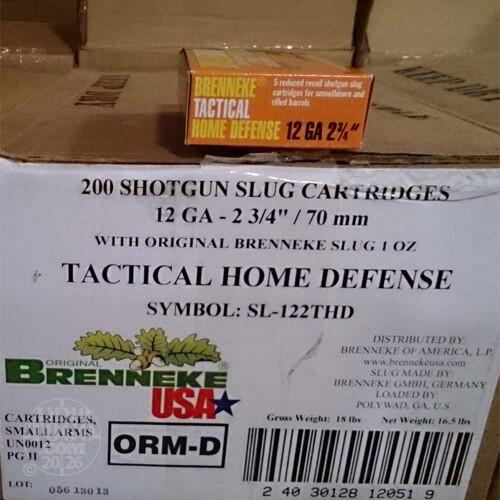 BRENNEKE®
TACTICAL
HOME DEFENSE
5 reduced recoil shotgun slug
cartridges for smoothbore and
rifled barrels
12 GA 2¾"
200 SHOTGUN SLUG CARTRIDGES
12 GA - 2 3/4" / 70 mm
WITH ORIGINAL BRENNEKE SLUG 1 OZ
TACTICAL HOME DEFENSE
SYMBOL: SL-122THD
ORIGINAL
BRENNEKE®
USA
DISTRIBUTED BY:
BRENNEKE OF AMERICA, L.P.
www.brennekeusa.com
SLUG MADE BY:
BRENNEKE GMBH, GERMANY
LOADED BY:
POLYWAD, GA, U.S.
CARTRIDGES,
SMALLARMS
UN0012
PG II
ORM-D
Gross Weight: 18 lbs Net Weight: 16.5 lbs
LOT: 056 13013
2 40 30128 12051 9